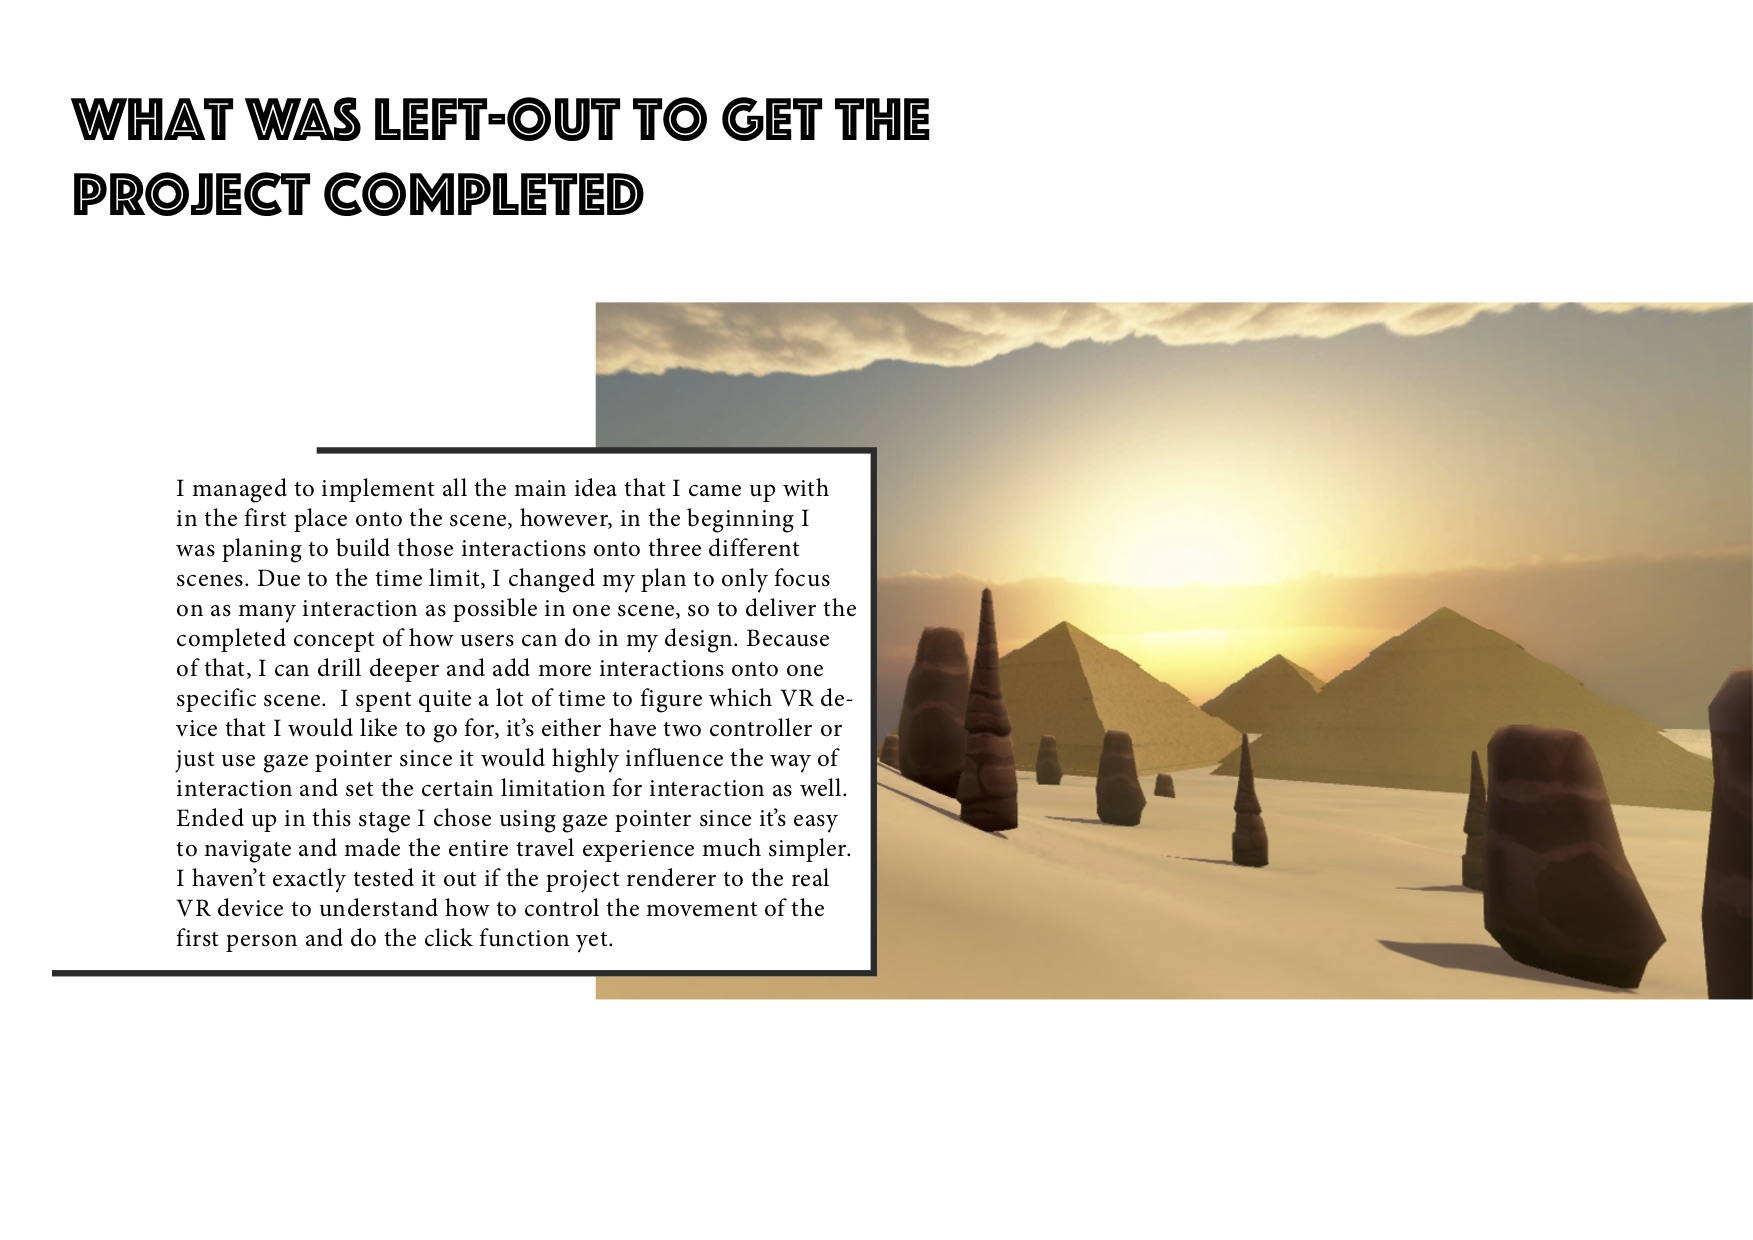 WHAT WAS LEFT-OUT TO GET THE
PROJECT COMPLETED
I managed to implement all the main idea that I came up with
in the first place onto the scene, however, in the beginning I
was planing to build those interactions onto three different
scenes. Due to the time limit, I changed my plan to only focus
on as many interaction as possible in one scene, so to deliver the
completed concept of how users can do in my design. Because
of that, I can drill deeper and add more interactions onto one
specific scene.  I spent quite a lot of time to figure which VR de-
vice that I would like to go for, it’s either have two controller or
just use gaze pointer since it would highly influence the way of
interaction and set the certain limitation for interaction as well.
Ended up in this stage I chose using gaze pointer since it’s easy
to navigate and made the entire travel experience much simpler.
I haven’t exactly tested it out if the project renderer to the real
VR device to understand how to control the movement of the
first person and do the click function yet.